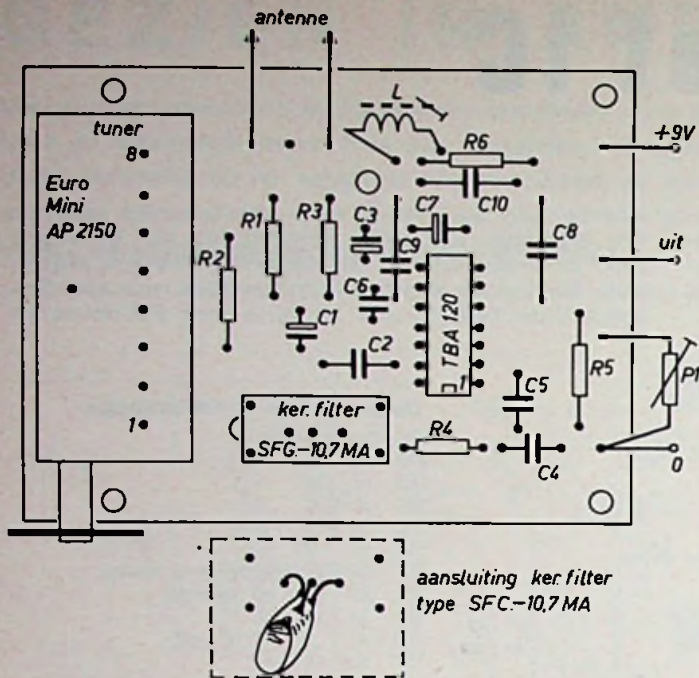 antenne
tuner
8
Euro
Mini
AP 2150
1
L
R6
C10
+9V
R1
R3
C3
C7
C9
C8
R2
uit
C6
C1
TBA 120
1
C2
R5
P1
C5
ker. filter
SFG.-10,7 MA
R4
C4
0
aansluiting ker. filter
type SFC.-10,7 MA